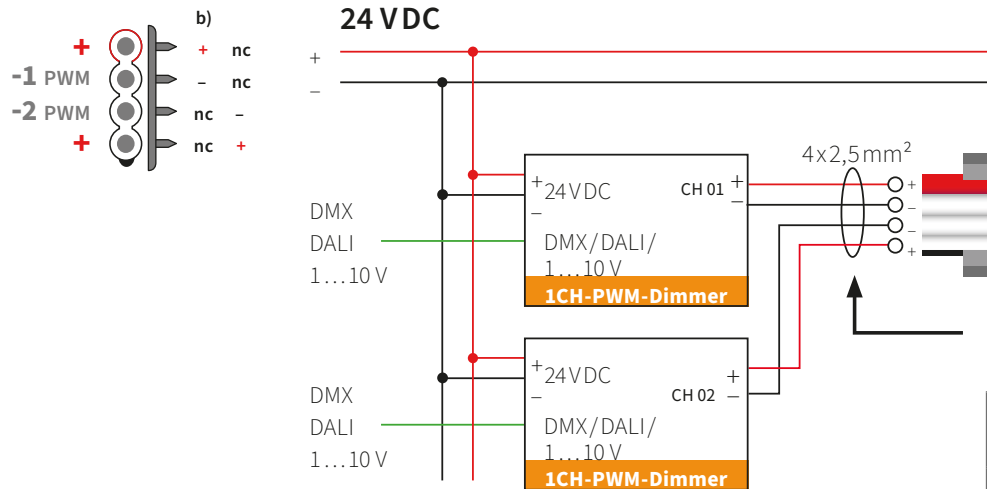 b)
24 V DC
+ + nc
-1 PWM – nc
-2 PWM nc –
+ nc +
+
–
4 x 2,5 mm²
+ CH 01 +
24 V DC –
–
DMX
DALI
1...10 V
DMX/DALI/
1...10 V
1CH-PWM-Dimmer
+
–
–
+
+
24 V DC +
– CH 02 –
DMX
DALI
1...10 V
DMX/DALI/
1...10 V
1CH-PWM-Dimmer